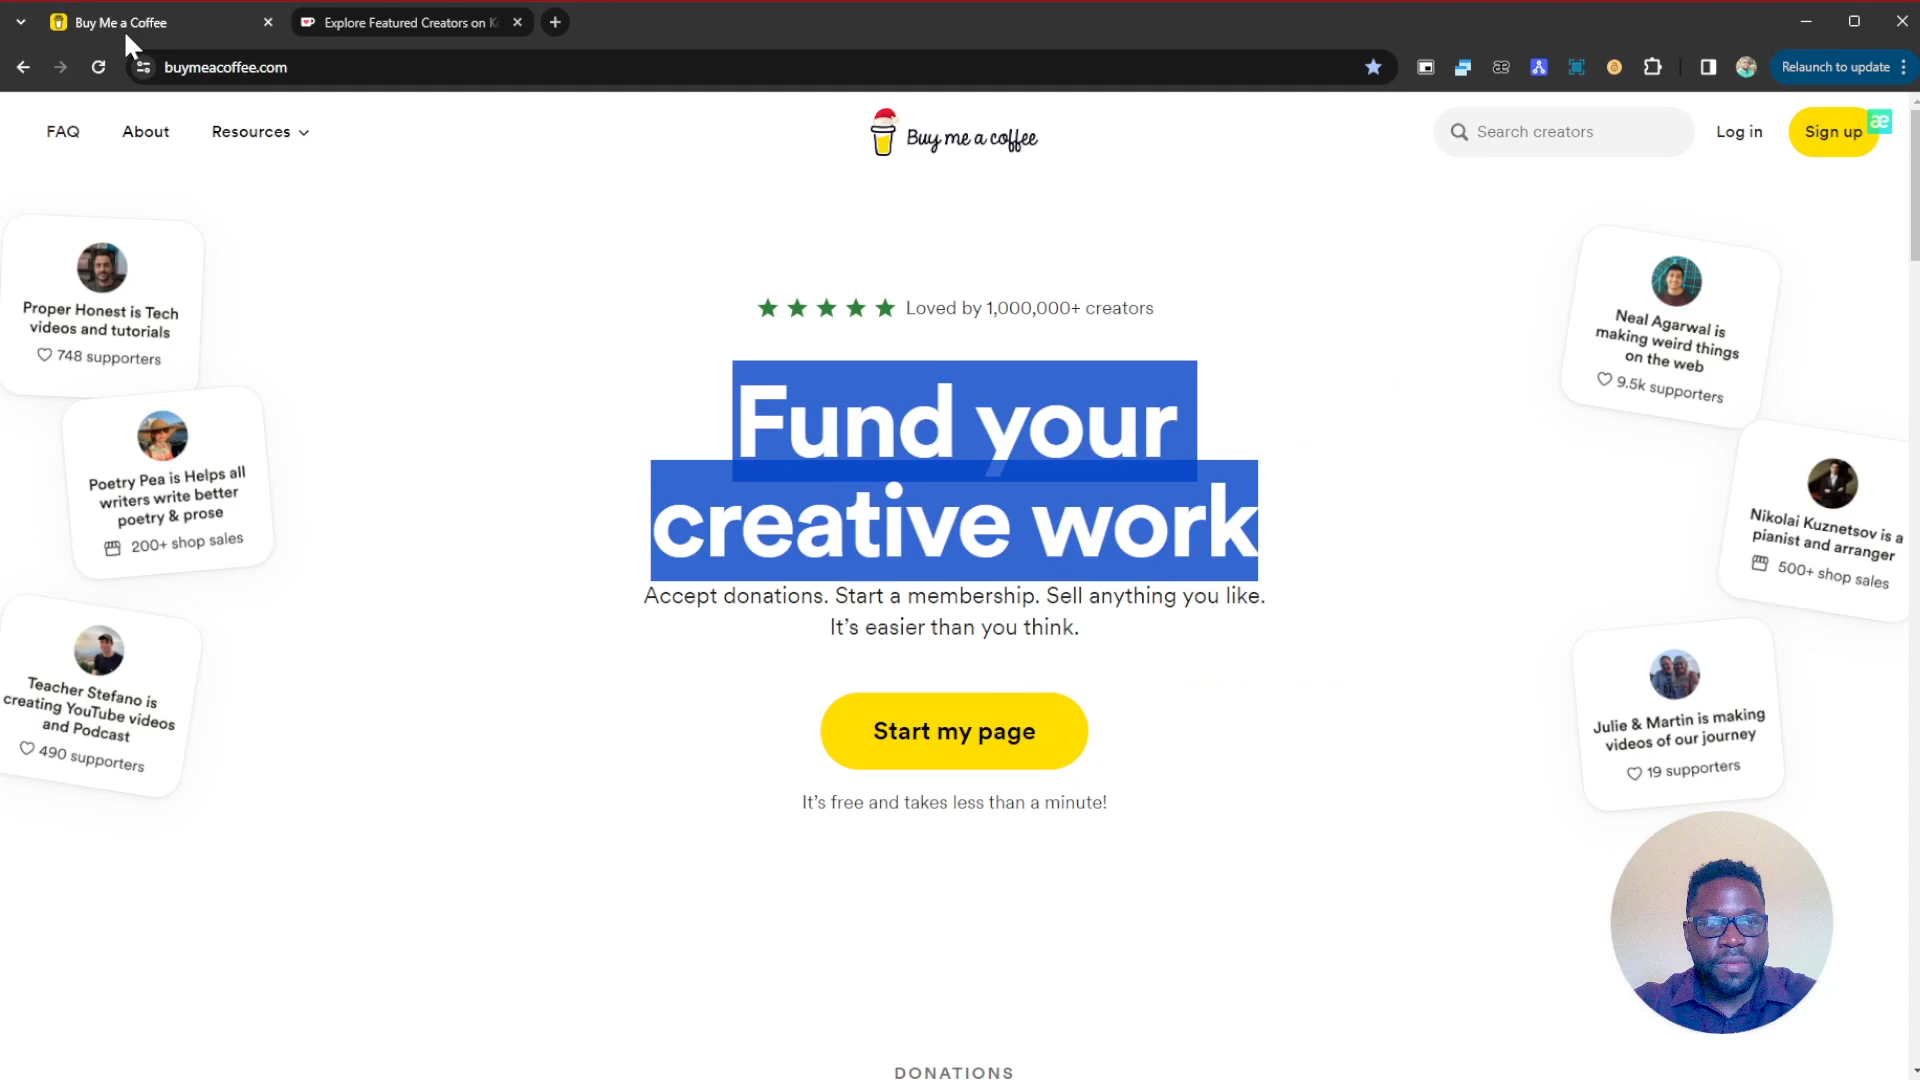 Buy Me a Coffee
Explore Featured Creators on K
buymeacoffee.com
Relaunch to update
FAQ
About
Resources
Buy me a coffee
Search creators
Log in
Sign up
æ
Loved by 1,000,000+ creators
Fund your
creative work
Accept donations. Start a membership. Sell anything you like.
It's easier than you think.
Start my page
It's free and takes less than a minute!
DONATIONS
Proper Honest is Tech
videos and tutorials
748 supporters
Poetry Pea is Helps all
writers write better
poetry & prose
200+ shop sales
Teacher Stefano is
creating YouTube videos
and Podcast
490 supporters
Neal Agarwal is
making weird things
on the web
9.5k supporters
Nikolai Kuznetsov is a
pianist and arranger
500+ shop sales
Julie & Martin is making
videos of our journey
19 supporters